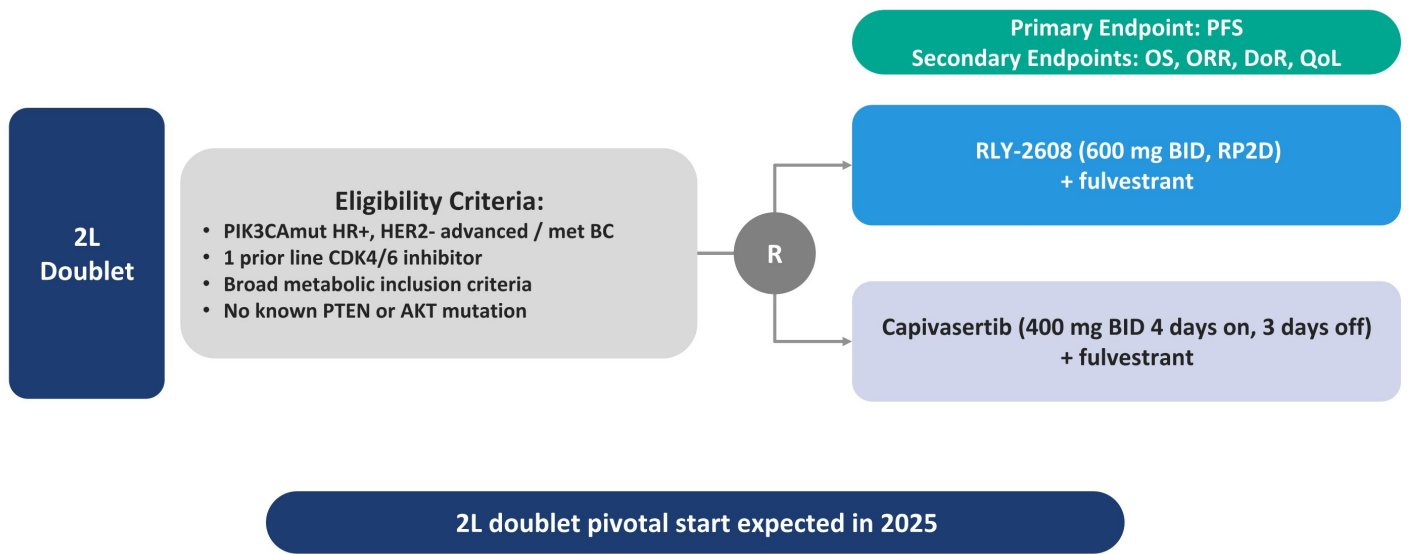 Primary Endpoint: PFS
Secondary Endpoints: OS, ORR, DoR, QoL
2L
Doublet
Eligibility Criteria:
• PIK3CAmut HR+, HER2- advanced / met BC
• 1 prior line CDK4/6 inhibitor
• Broad metabolic inclusion criteria
• No known PTEN or AKT mutation
R
RLY-2608 (600 mg BID, RP2D)
+ fulvestrant
Capivasertib (400 mg BID 4 days on, 3 days off)
+ fulvestrant
2L doublet pivotal start expected in 2025